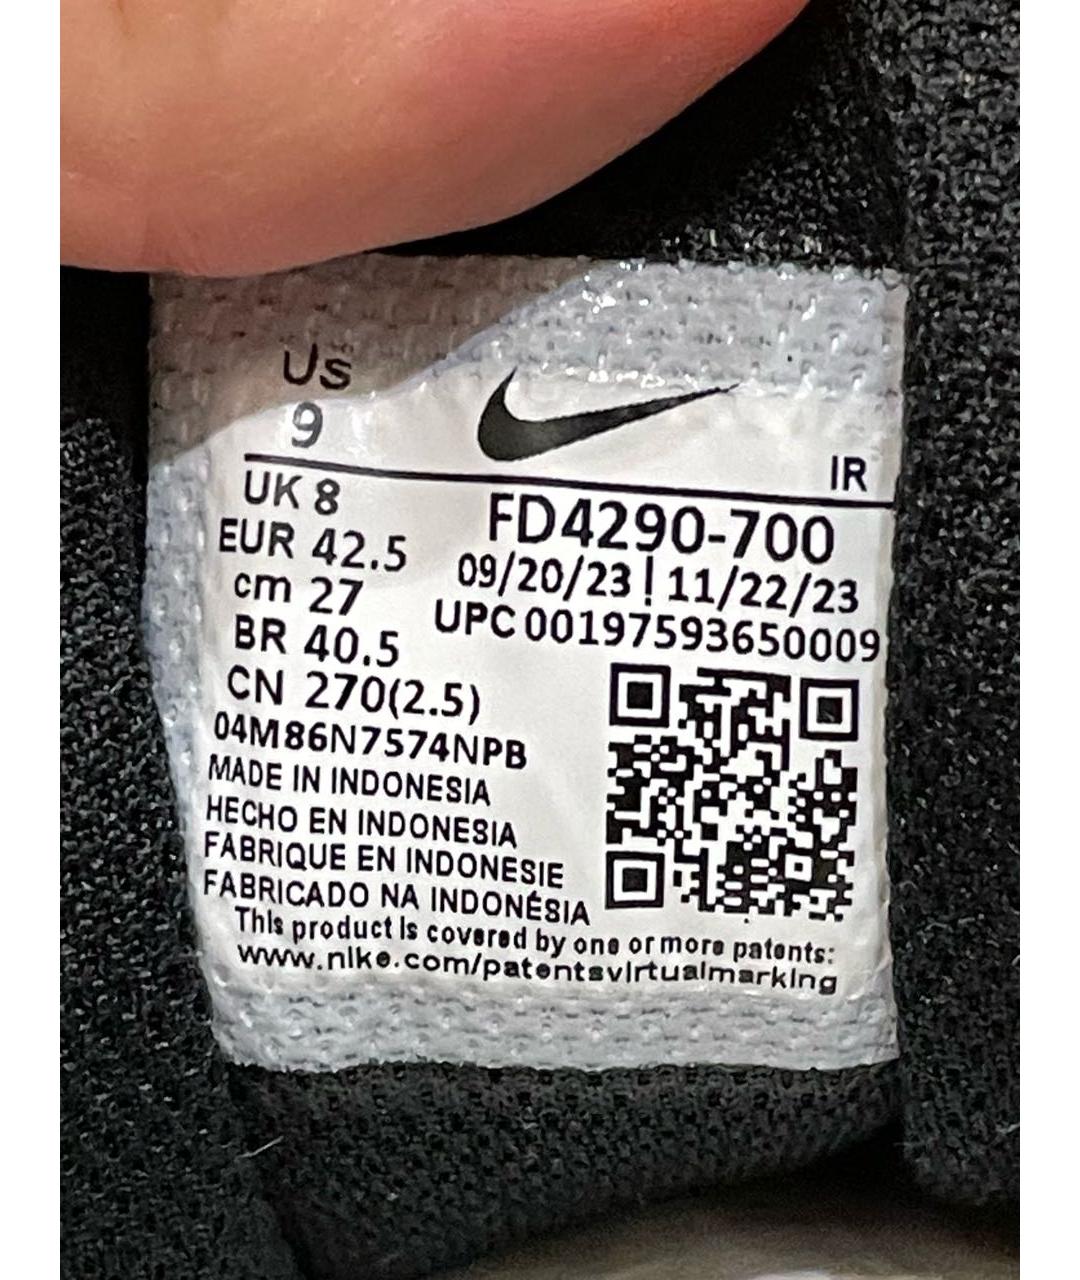 US
9
IR
UK 8
EUR 42.5
cm 27
BR 40.5
CN 270(2.5)
FD4290-700
09/20/23 | 11/22/23
UPC 00197593650009
04M86N7574NPB
MADE IN INDONESIA
HECHO EN INDONESIA
FABRIQUE EN INDONESIE
FABRICADO NA INDONÉSIA
This product is covered by one or more patents:
www.nike.com/patentsvirtualmarking